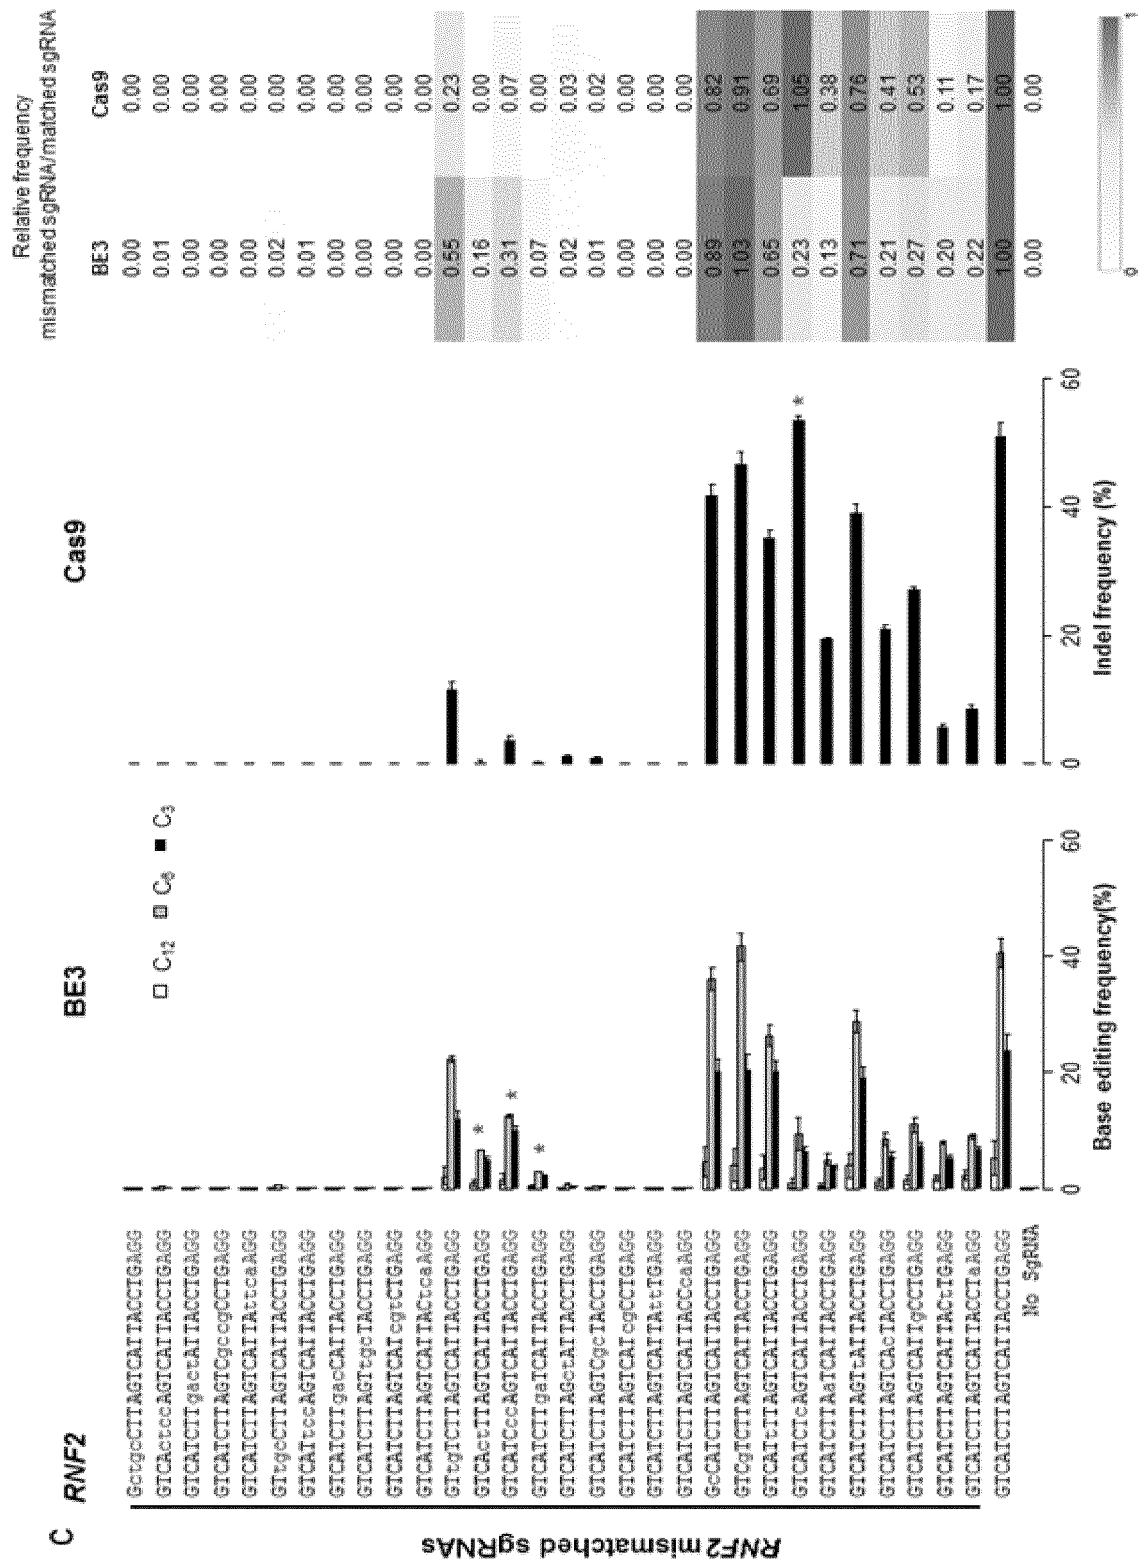 C
RNF2
BE3
Cas9
Relative frequency
mismatched sgRNA/matched sgRNA
BE3 Cas9
C12 C6 C3
RNF2 mismatched sgRNAs
GctgcCTTAGTCATTACCTGAGG 0.00 0.00
GTCActccAGTCATTACCTGAGG 0.01 0.00
GTCATCTTgactATTACCTGAGG 0.00 0.00
GTCATCTTAGTCgccgCCTGAGG 0.00 0.00
GTCATCTTAGTCATTAttcaAGG 0.00 0.00
GTtgcCTTAGTCATTACCTGAGG 0.02 0.00
GTCATtccAGTCATTACCTGAGG 0.01 0.00
GTCATCTTgacCATTACCTGAGG 0.00 0.00
GTCATCTTAGTtgcTACCTGAGG 0.00 0.00
GTCATCTTAGTCATcgtCTGAGG 0.00 0.00
GTCATCTTAGTCATTACtcaAGG 0.00 0.00
GTtgTCTTAGTCATTACCTGAGG 0.55 0.23
GTCActTTAGTCATTACCTGAGG * 0.16 0.00
GTCATCccAGTCATTACCTGAGG * 0.31 0.07
GTCATCTTgaTCATTACCTGAGG * 0.07 0.00
GTCATCTTAGctATTACCTGAGG 0.02 0.03
GTCATCTTAGTCgcTACCTGAGG 0.01 0.02
GTCATCTTAGTCATcgCCTGAGG 0.00 0.00
GTCATCTTAGTCATTAttTGAGG 0.00 0.00
GTCATCTTAGTCATTACCcaAGG 0.00 0.00
GcCATCTTAGTCATTACCTGAGG 0.89 0.82
GTCgTCTTAGTCATTACCTGAGG 1.03 0.91
GTCATtTTAGTCATTACCTGAGG 0.65 0.69
GTCATCTcAGTCATTACCTGAGG * 0.23 1.05
GTCATCTTAaTCATTACCTGAGG 0.13 0.38
GTCATCTTAGTtATTACCTGAGG 0.71 0.76
GTCATCTTAGTCAcTACCTGAGG 0.21 0.41
GTCATCTTAGTCATTgCCTGAGG 0.27 0.53
GTCATCTTAGTCATTACtTGAGG 0.20 0.11
GTCATCTTAGTCATTACCTaAGG 0.22 0.17
GTCATCTTAGTCATTACCTGAGG 1.00 1.00
No SgRNA 0.00 0.00
0 20 40 60
Base editing frequency(%)
0 20 40 60
Indel frequency (%)
0 1